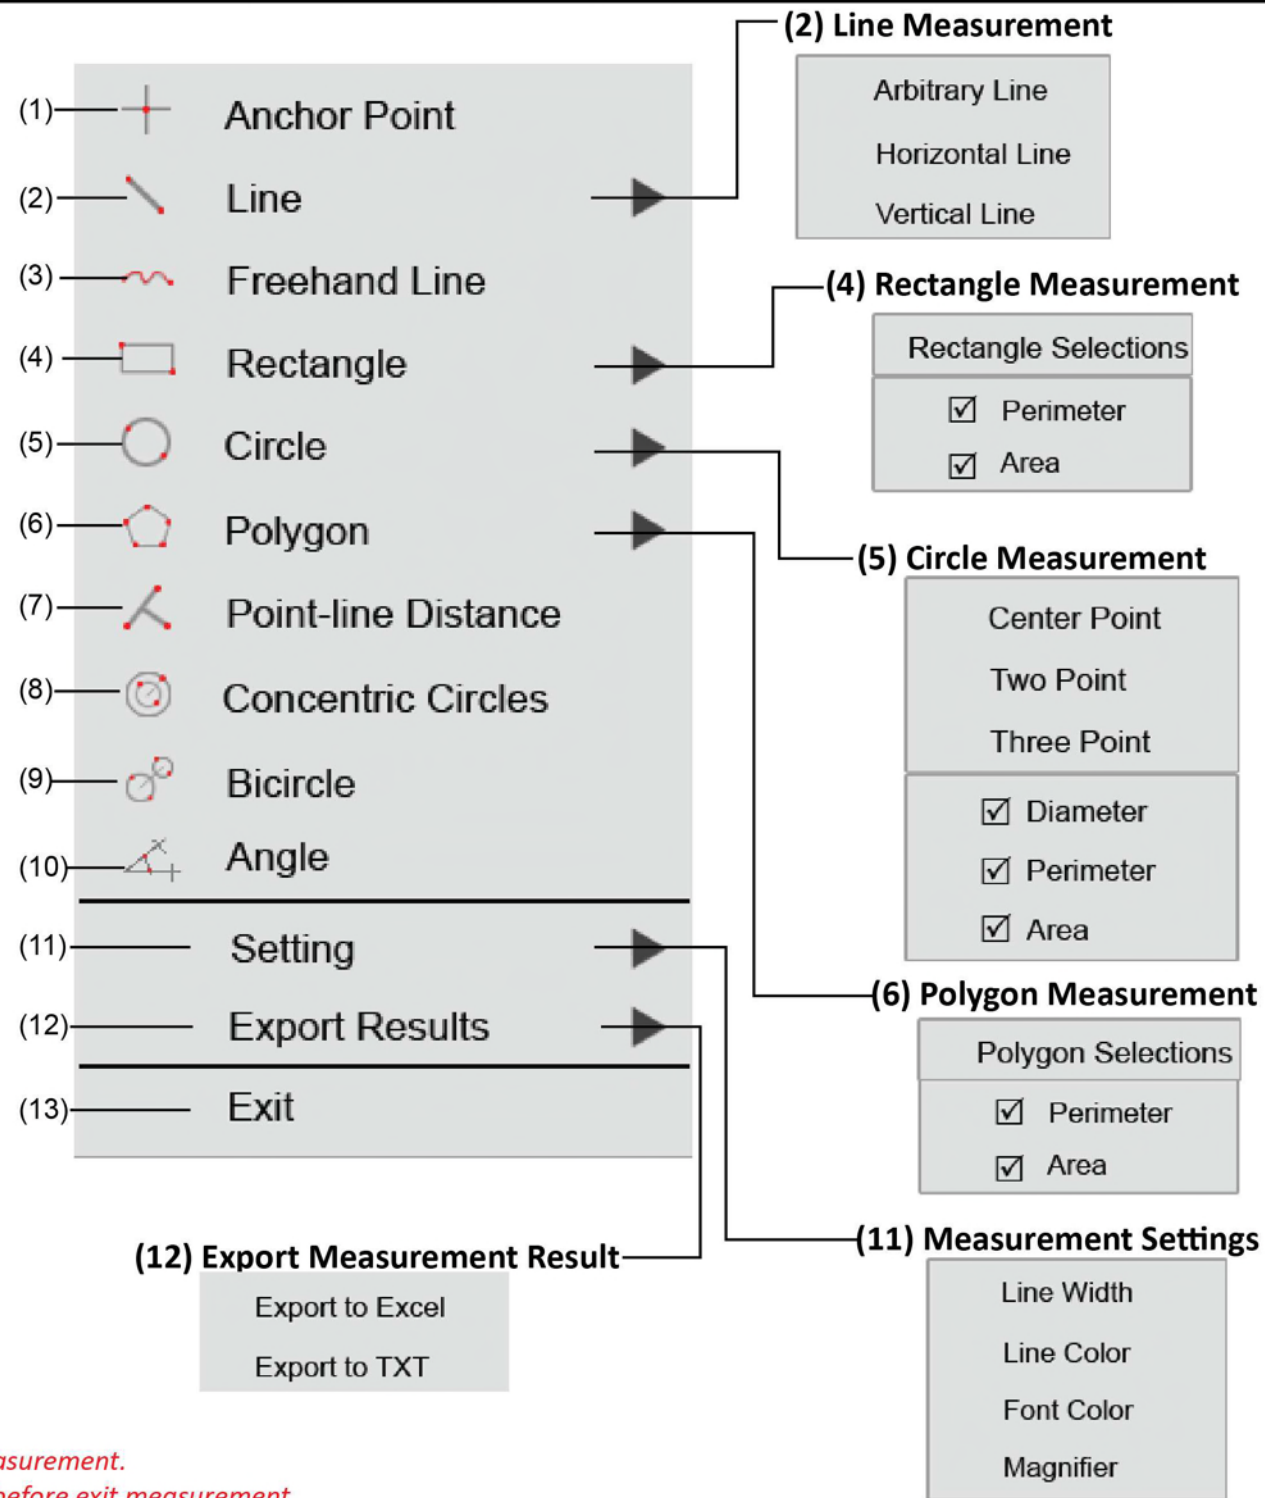 (1) Anchor Point
(2) Line
(3) Freehand Line
(4) Rectangle
(5) Circle
(6) Polygon
(7) Point-line Distance
(8) Concentric Circles
(9) Bicircle
(10) Angle
(11) Setting
(12) Export Results
(13) Exit
(2) Line Measurement
Arbitrary Line
Horizontal Line
Vertical Line
(4) Rectangle Measurement
Rectangle Selections
Perimeter
Area
(5) Circle Measurement
Center Point
Two Point
Three Point
Diameter
Perimeter
Area
(6) Polygon Measurement
Polygon Selections
Perimeter
Area
(11) Measurement Settings
Line Width
Line Color
Font Color
Magnifier
(12) Export Measurement Result
Export to Excel
Export to TXT
asurement.
before exit measurement